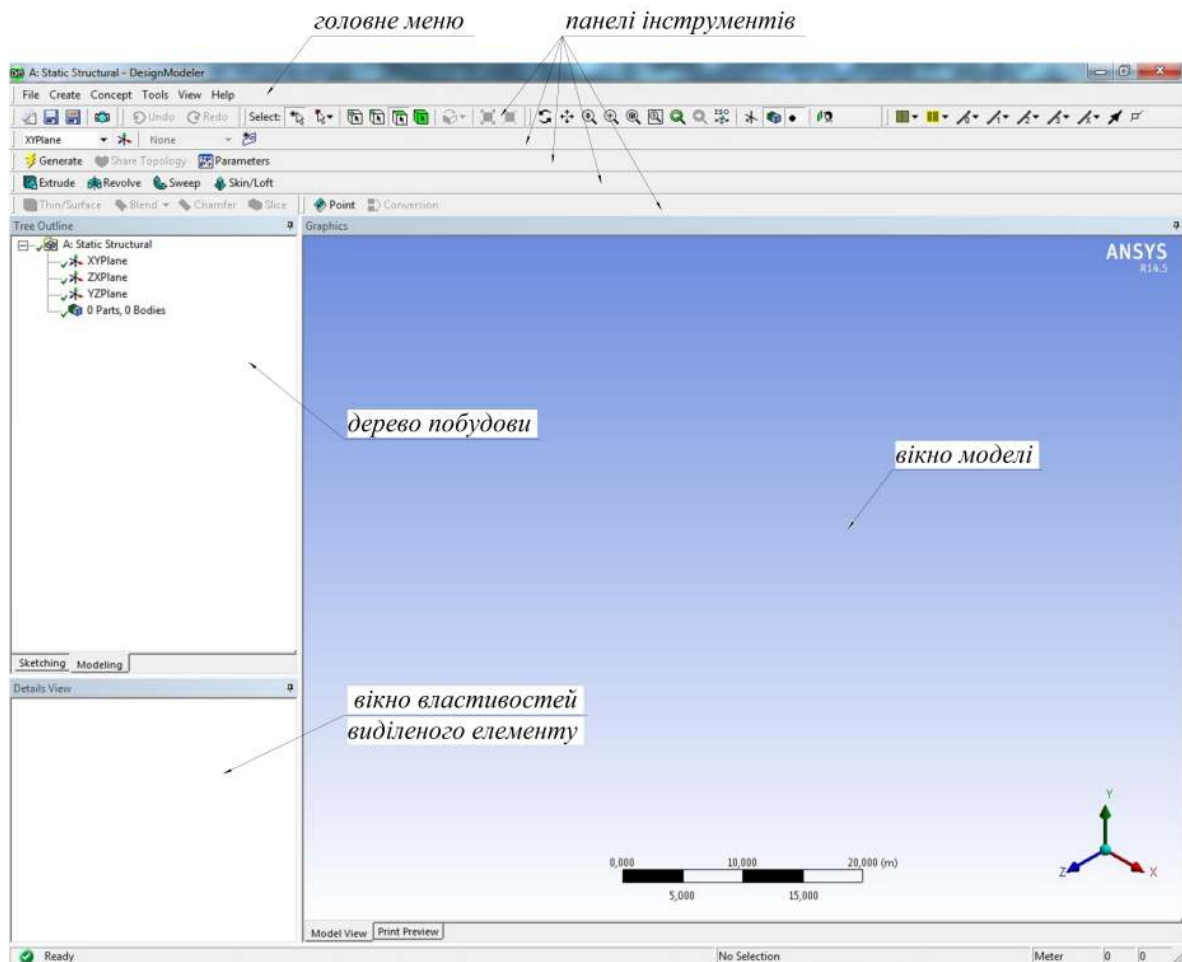 головне меню
панелі інструментів
A: Static Structural - DesignModeler
File Create Concept Tools View Help
Undo Redo Select:
XYPlane None
Generate Share Topology Parameters
Extrude Revolve Sweep Skin/Loft
Thin/Surface Blend Chamfer Slice Point Conversion
Tree Outline
A: Static Structural
XYPlane
ZXPlane
YZPlane
0 Parts, 0 Bodies
Sketching Modeling
Details View
Graphics
ANSYS
R14.5
дерево побудови
вікно моделі
вікно властивостей
виділеного елементу
Y
Z X
0,000 10,000 20,000 (m)
5,000 15,000
Model View Print Preview
Ready No Selection Meter 0 0